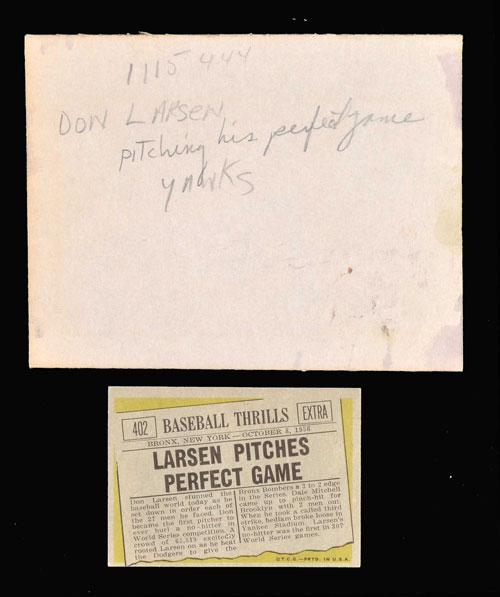 1115 444
DON LARSEN
pitching his perfect game
YANKS
402 BASEBALL THRILLS EXTRA
BRONX, NEW YORK — OCTOBER 8, 1956
LARSEN PITCHES
PERFECT GAME
Don Larsen stunned the
baseball world today as he
set down in order each of
the 27 men he faced. Don
became the first pitcher to
ever hurl a no-hitter in
World Series competition. A
crowd of 62,519 excitedly
rooted Larsen on as he beat
the Dodgers to give the
Bronx Bombers a 3 to 2 edge
in the Series. Dale Mitchell
came up to pinch-hit for
Brooklyn with 2 men out.
When he took a called third
strike, bedlam broke loose in
Yankee Stadium. Larsen's
no-hitter was the first in 307
World Series games.
©T.C.G.—PRTD. IN U.S.A.